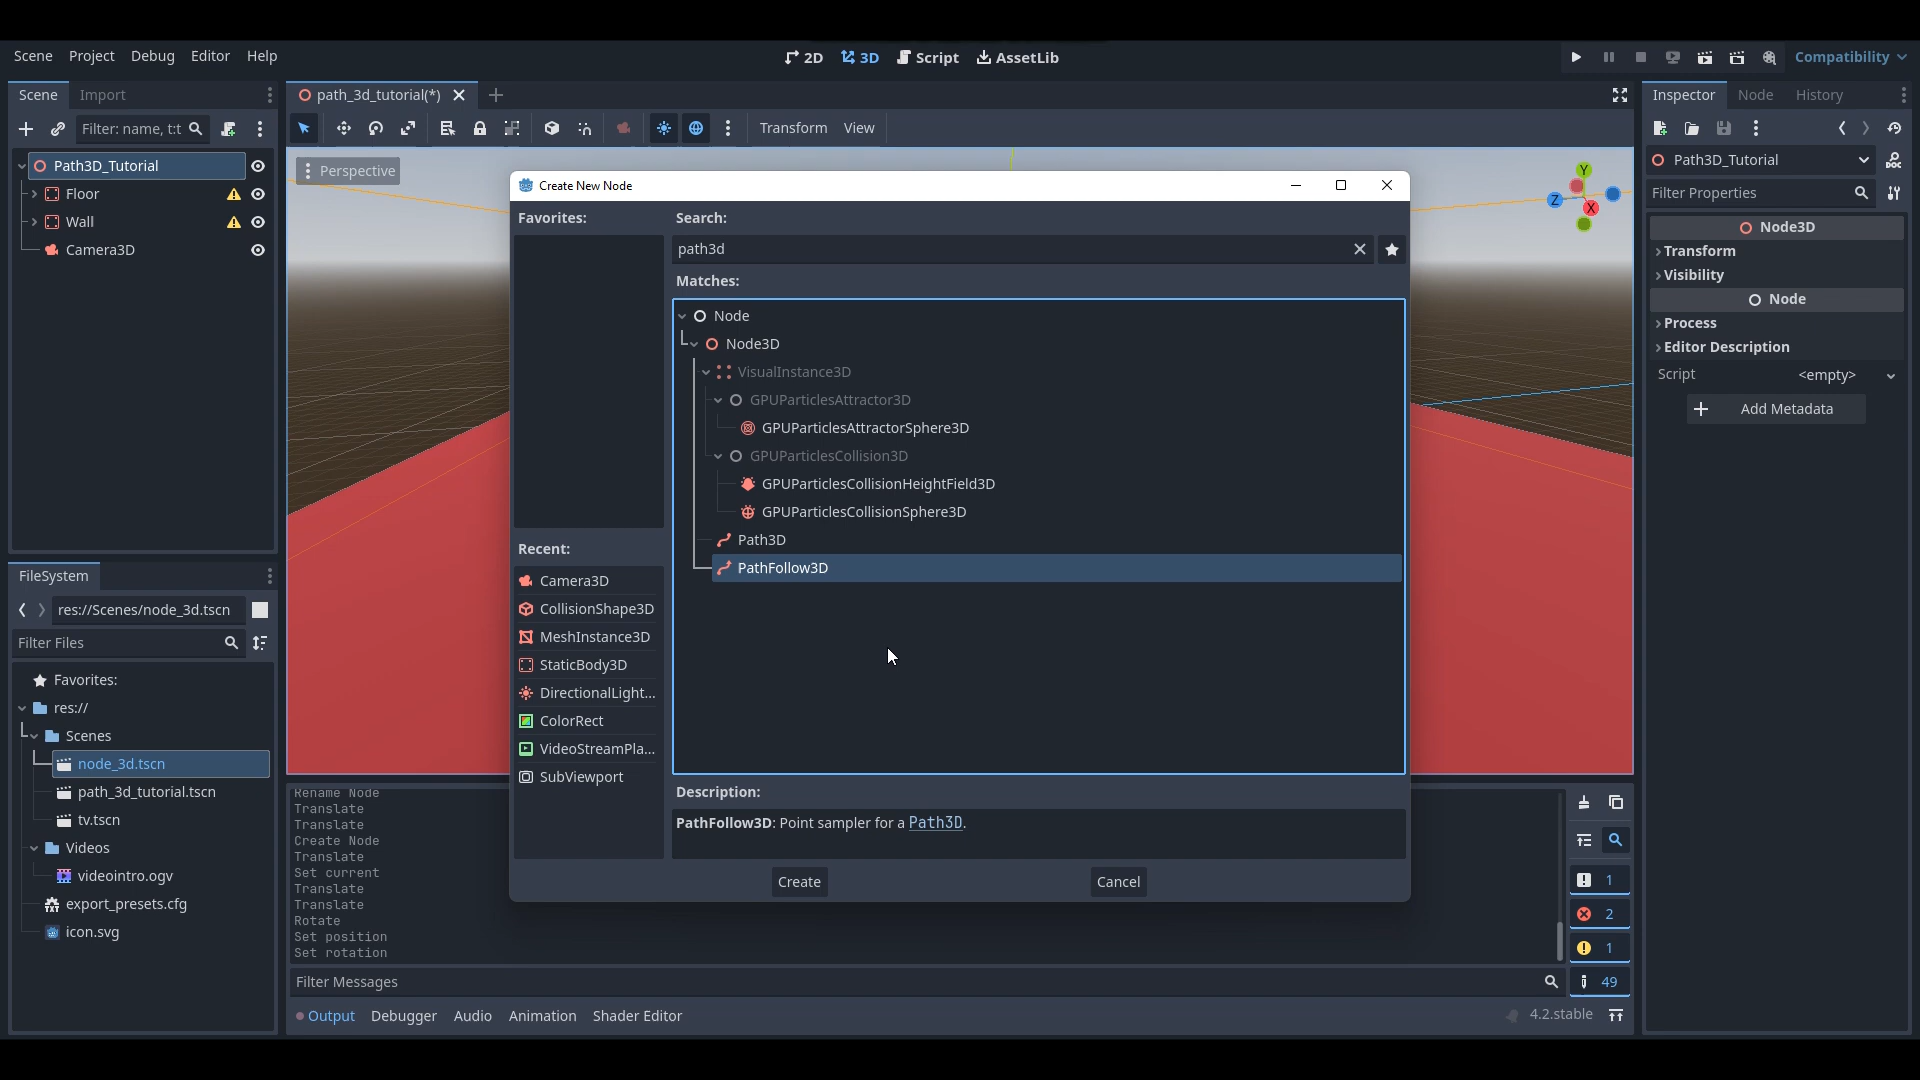 Scene Project Debug Editor Help
2D 3D Script AssetLib
Compatibility
Scene Import
Filter: name, t:t
Path3D_Tutorial
Floor
Wall
Camera3D
FileSystem
res://Scenes/node_3d.tscn
Filter Files
Favorites:
res://
Scenes
node_3d.tscn
path_3d_tutorial.tscn
tv.tscn
Videos
videointro.ogv
export_presets.cfg
icon.svg
path_3d_tutorial(*)
Transform View
Perspective
Y
Z
X
Create New Node
Favorites:
Recent:
Camera3D
CollisionShape3D
MeshInstance3D
StaticBody3D
DirectionalLight...
ColorRect
VideoStreamPla...
SubViewport
Search:
path3d
Matches:
Node
Node3D
VisualInstance3D
GPUParticlesAttractor3D
GPUParticlesAttractorSphere3D
GPUParticlesCollision3D
GPUParticlesCollisionHeightField3D
GPUParticlesCollisionSphere3D
Path3D
PathFollow3D
Description:
PathFollow3D: Point sampler for a Path3D.
Create Cancel
Rename Node
Translate
Translate
Create Node
Translate
Set current
Translate
Translate
Rotate
Set position
Set rotation
Filter Messages
1
2
1
49
Output Debugger Audio Animation Shader Editor
4.2.stable
Inspector Node History
Path3D_Tutorial
Filter Properties
Node3D
Transform
Visibility
Node
Process
Editor Description
Script <empty>
Add Metadata